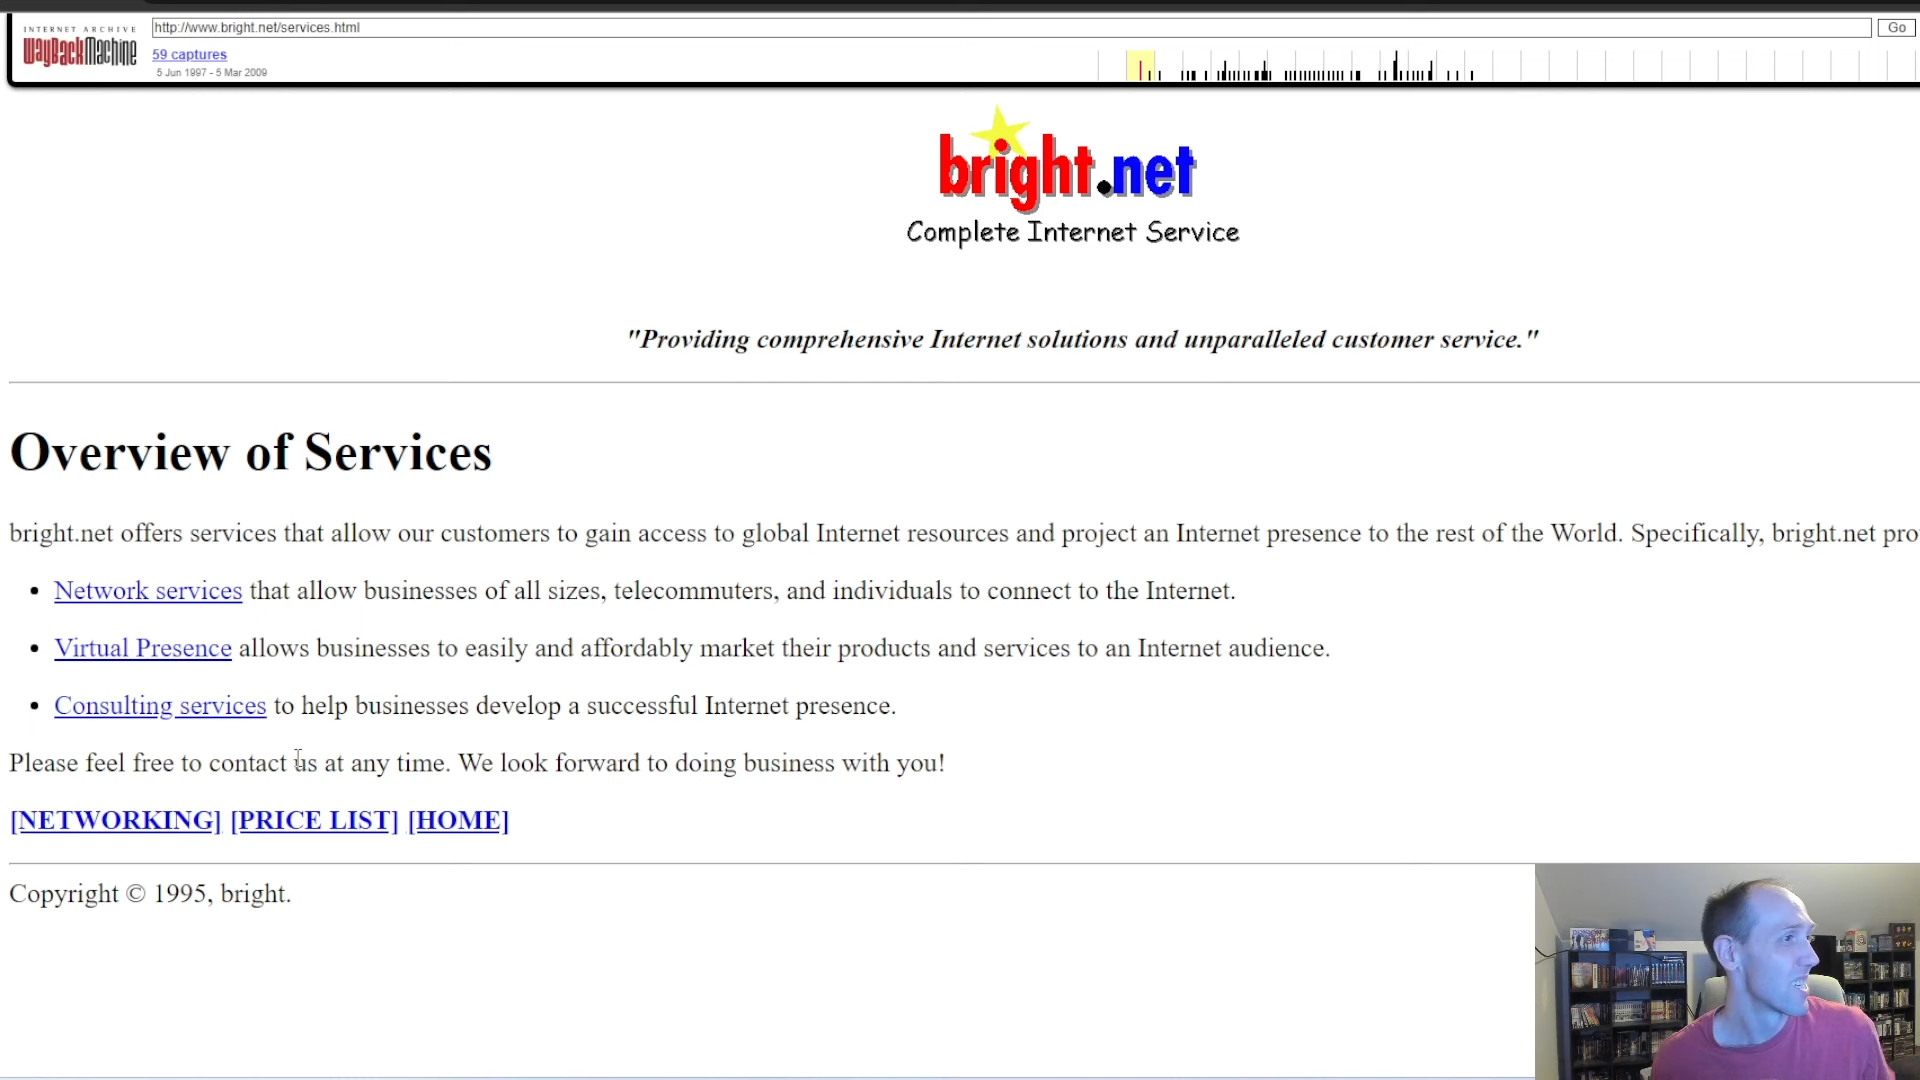 INTERNET ARCHIVE
WayBackMachine
http://www.bright.net/services.html
Go
59 captures
5 Jun 1997 - 5 Mar 2009
bright.net
Complete Internet Service
"Providing comprehensive Internet solutions and unparalleled customer service."
Overview of Services
bright.net offers services that allow our customers to gain access to global Internet resources and project an Internet presence to the rest of the World. Specifically, bright.net pro
• Network services that allow businesses of all sizes, telecommuters, and individuals to connect to the Internet.
• Virtual Presence allows businesses to easily and affordably market their products and services to an Internet audience.
• Consulting services to help businesses develop a successful Internet presence.
Please feel free to contact us at any time. We look forward to doing business with you!
[NETWORKING] [PRICE LIST] [HOME]
Copyright © 1995, bright.